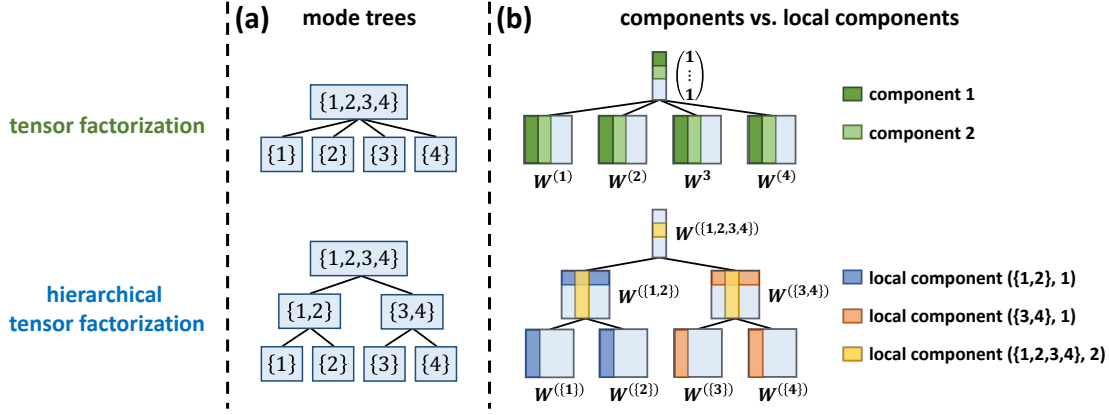 (a) mode trees
(b) components vs. local components
tensor factorization
{1,2,3,4}
{1} {2} {3} {4}
(1 ⋮ 1)
W^(1) W^(2) W^3 W^(4)
component 1
component 2
hierarchical
tensor factorization
{1,2,3,4}
{1,2} {3,4}
{1} {2} {3} {4}
W^({1,2,3,4})
W^({1,2}) W^({3,4})
W^({1}) W^({2}) W^({3}) W^({4})
local component ({1,2}, 1)
local component ({3,4}, 1)
local component ({1,2,3,4}, 2)